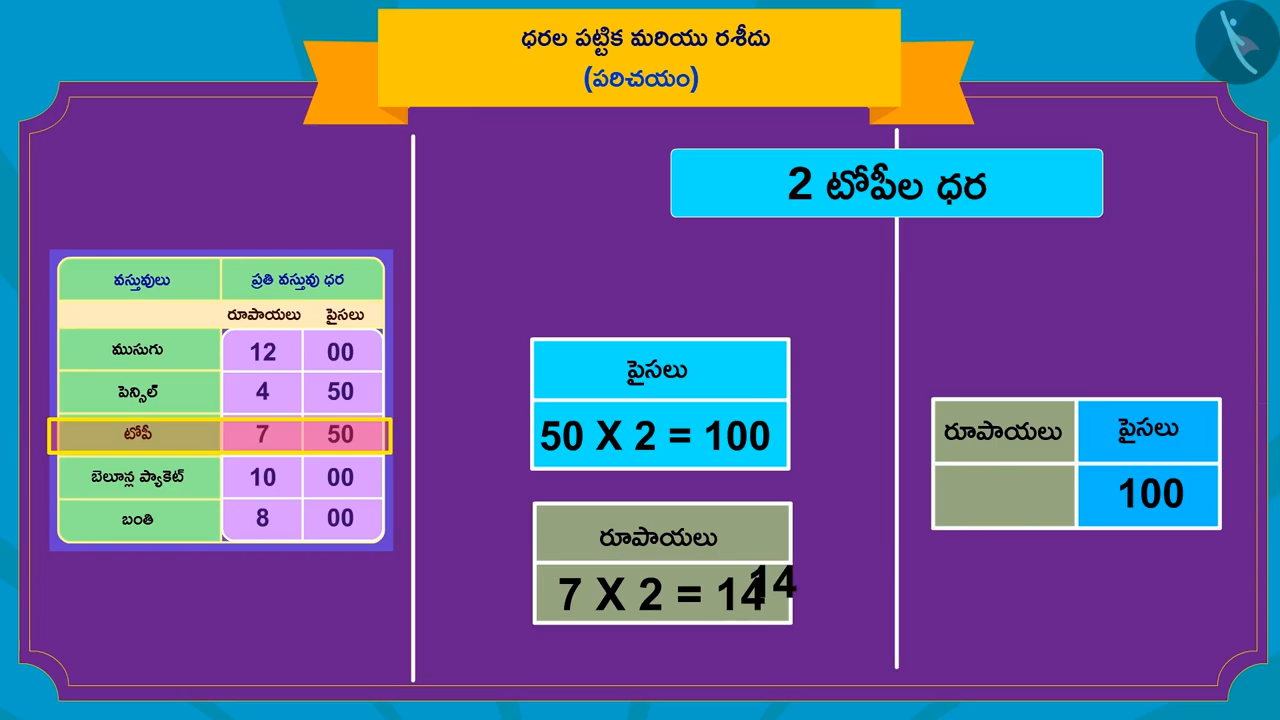 ధరల పట్టిక మరియు రశీదు
(పరిచయం)
2 టోపీల ధర
వస్తువులు ప్రతి వస్తువు ధర
రూపాయలు పైసలు
ముసుగు 12 00
పెన్సిల్ 4 50
టోపీ 7 50
బెలూన్ల ప్యాకెట్ 10 00
బంతి 8 00
పైసలు
50 X 2 = 100
రూపాయలు
7 X 2 = 14
14
రూపాయలు పైసలు
100